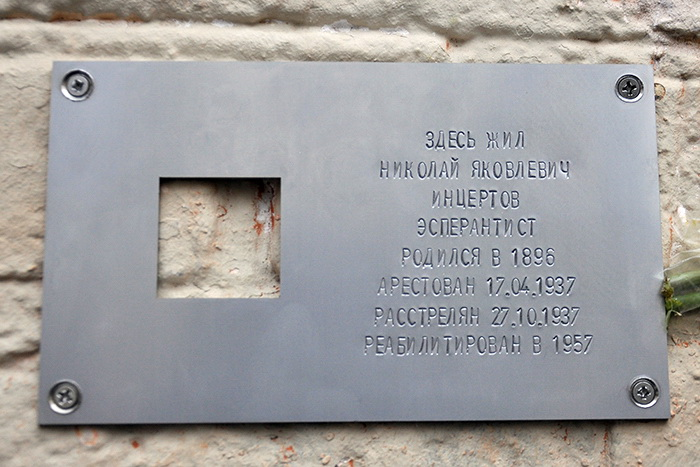 ЗДЕСЬ ЖИЛ
НИКОЛАЙ ЯКОВЛЕВИЧ
ИНЦЕРТОВ
ЭСПЕРАНТИСТ
РОДИЛСЯ В 1896
АРЕСТОВАН 17.04.1937
РАССТРЕЛЯН 27.10.1937
РЕАБИЛИТИРОВАН В 1957